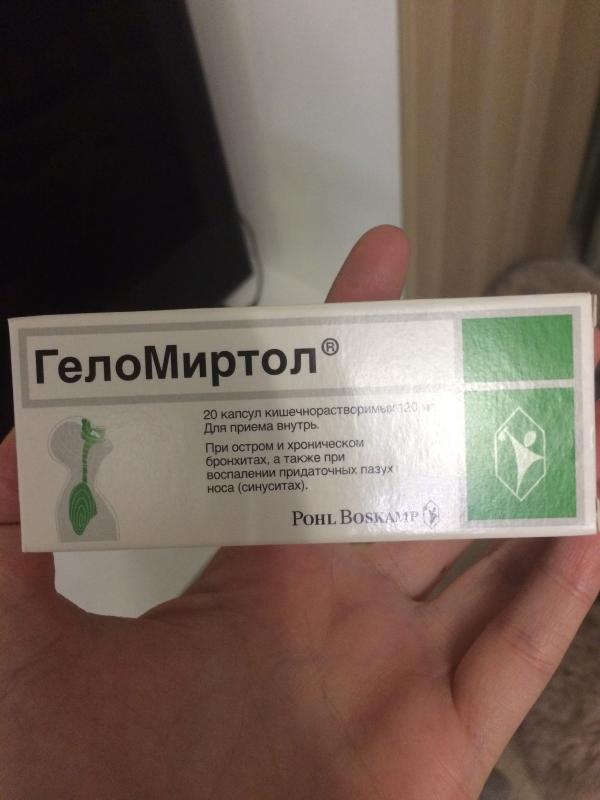 ГелоМиртол®
20 капсул кишечнорастворимых 120 мг.
Для приема внутрь.
При остром и хроническом
бронхитах, а также при
воспалении придаточных пазух
носа (синуситах).
POHL BOSKAMP